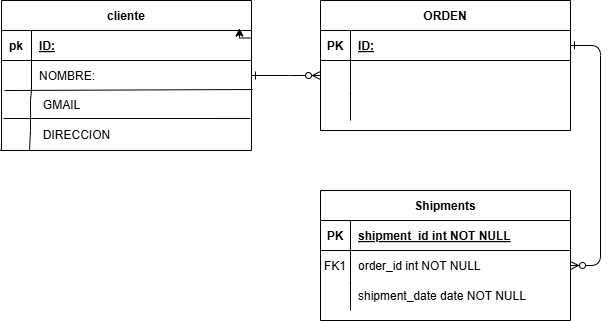 cliente
pk ID:
NOMBRE:
GMAIL
DIRECCION
ORDEN
PK ID:
Shipments
PK shipment_id int NOT NULL
FK1 order_id int NOT NULL
shipment_date date NOT NULL